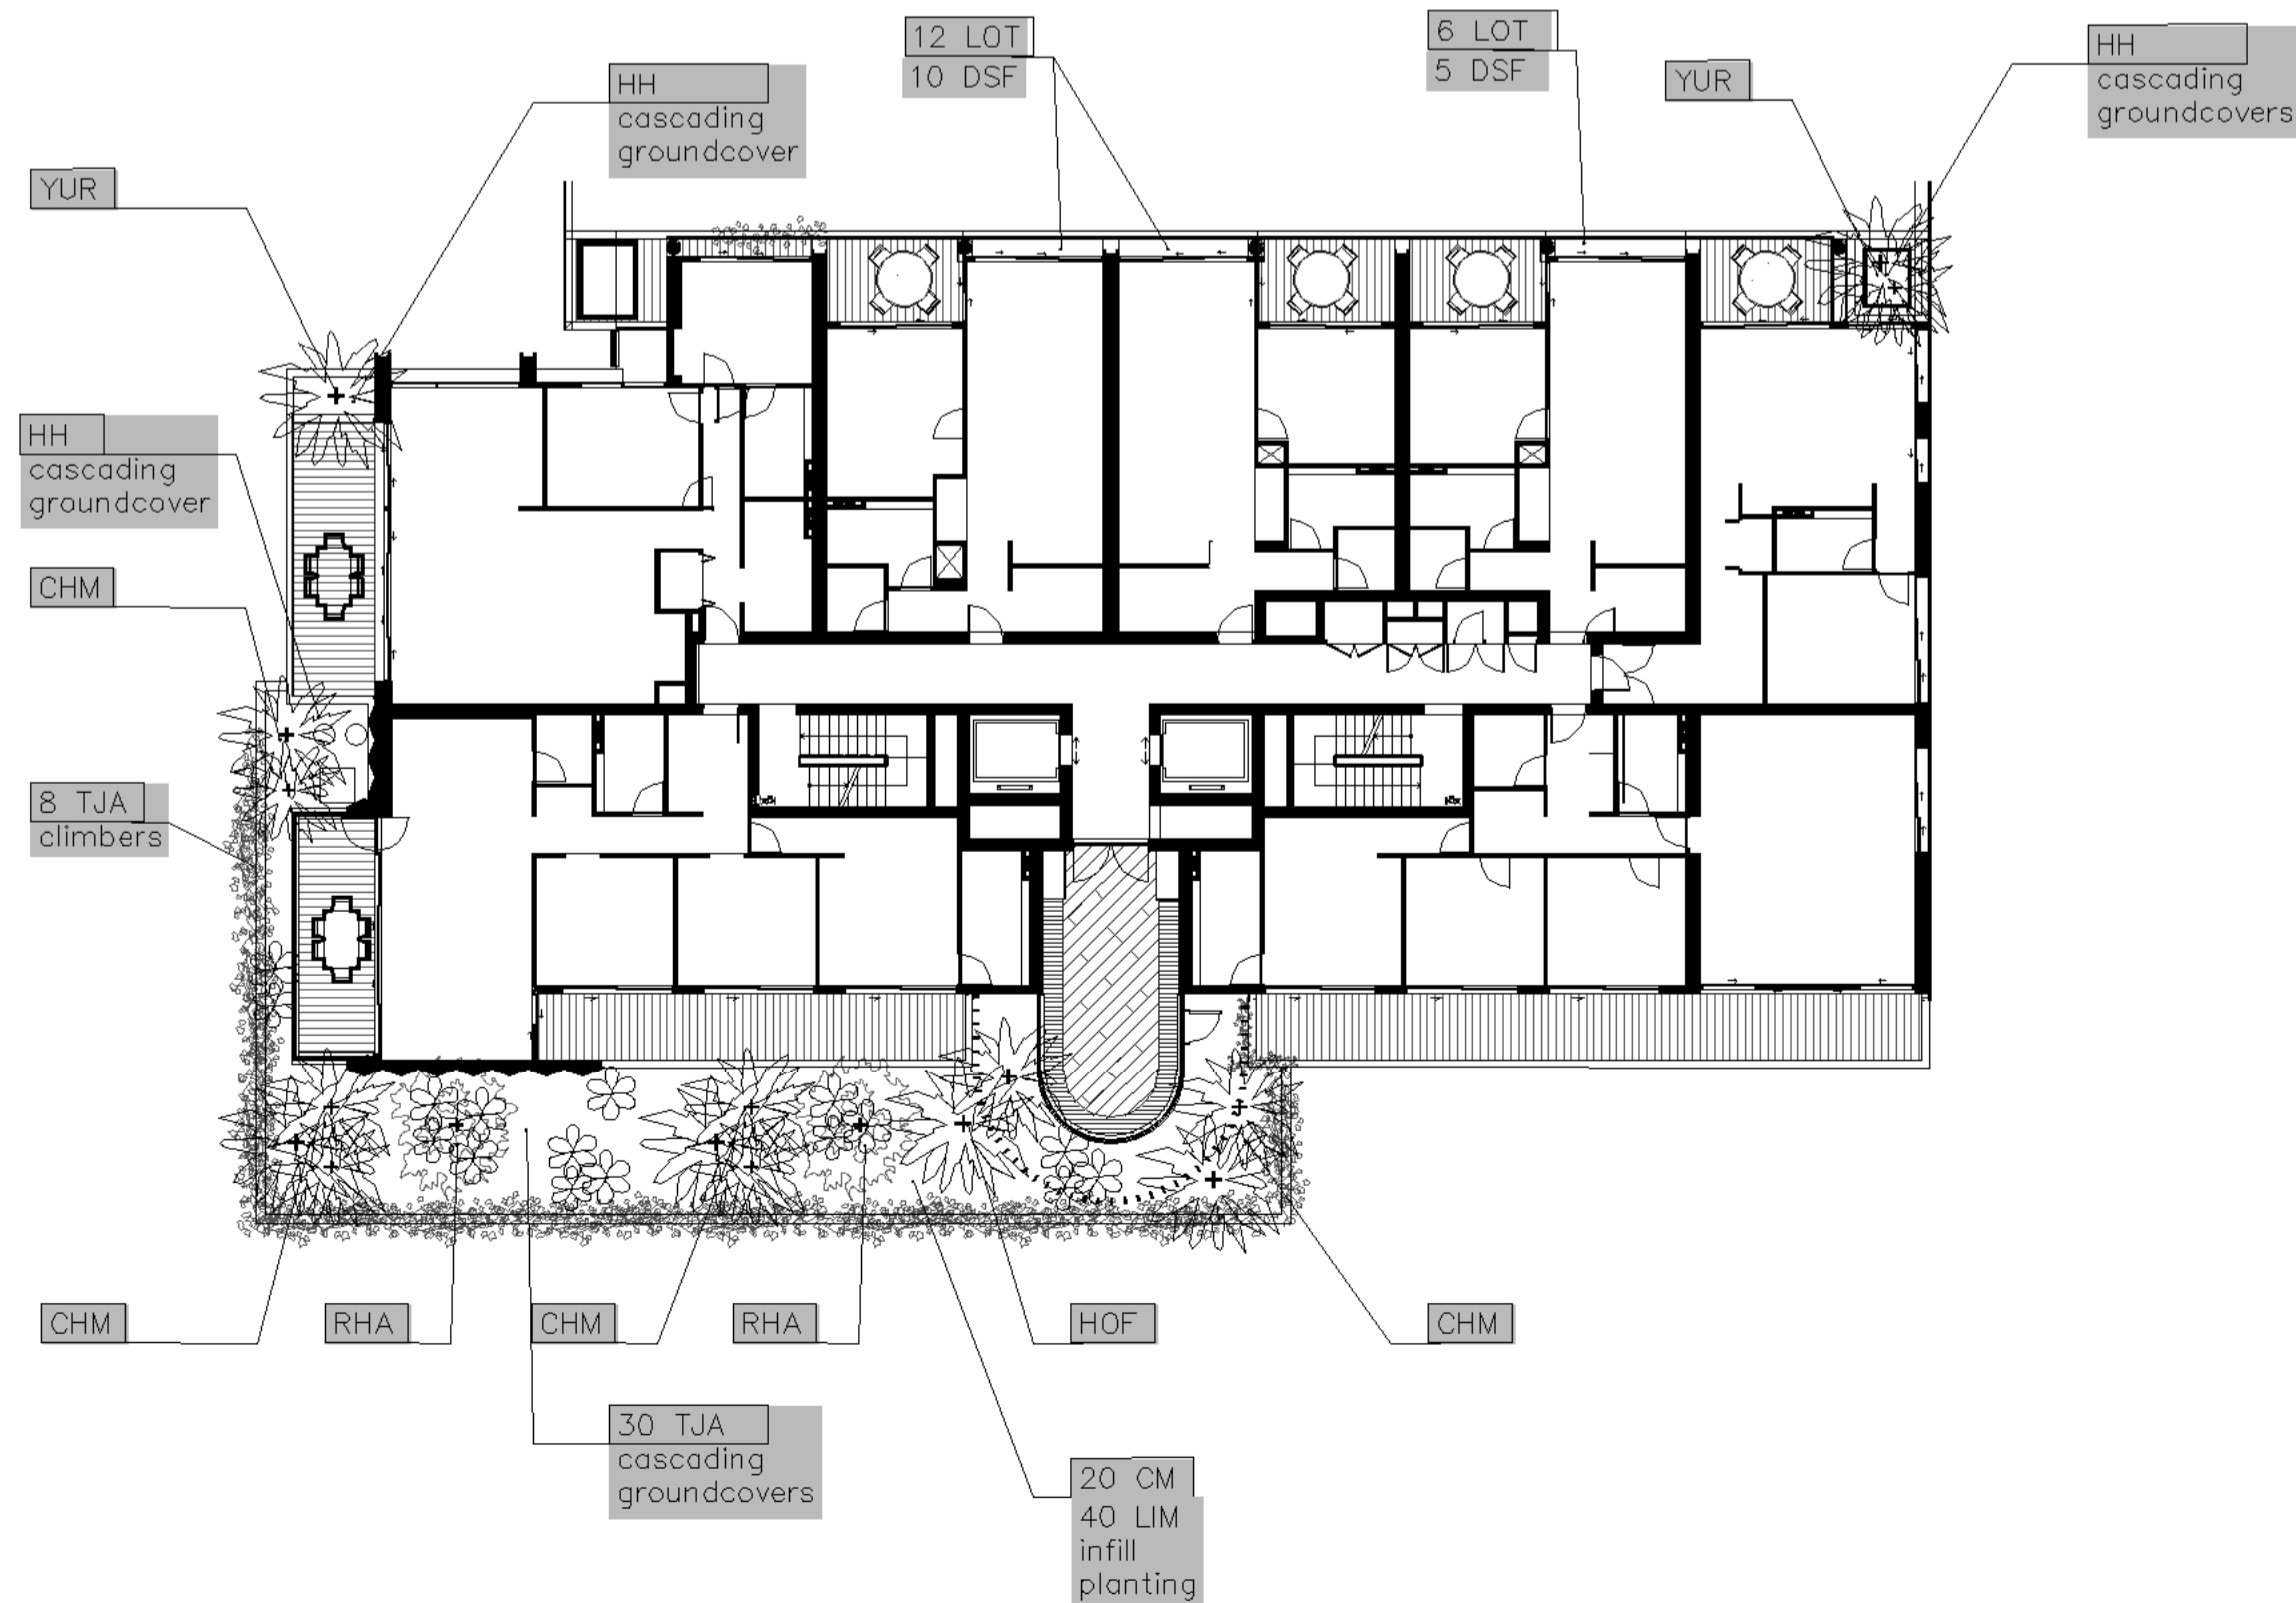 12 LOT
10 DSF
6 LOT
5 DSF
HH
cascading
groundcovers
HH
cascading
groundcover
YUR
YUR
HH
cascading
groundcover
CHM
8 TJA
climbers
CHM
RHA
CHM
RHA
HOF
CHM
30 TJA
cascading
groundcovers
20 CM
40 LIM
infill
planting